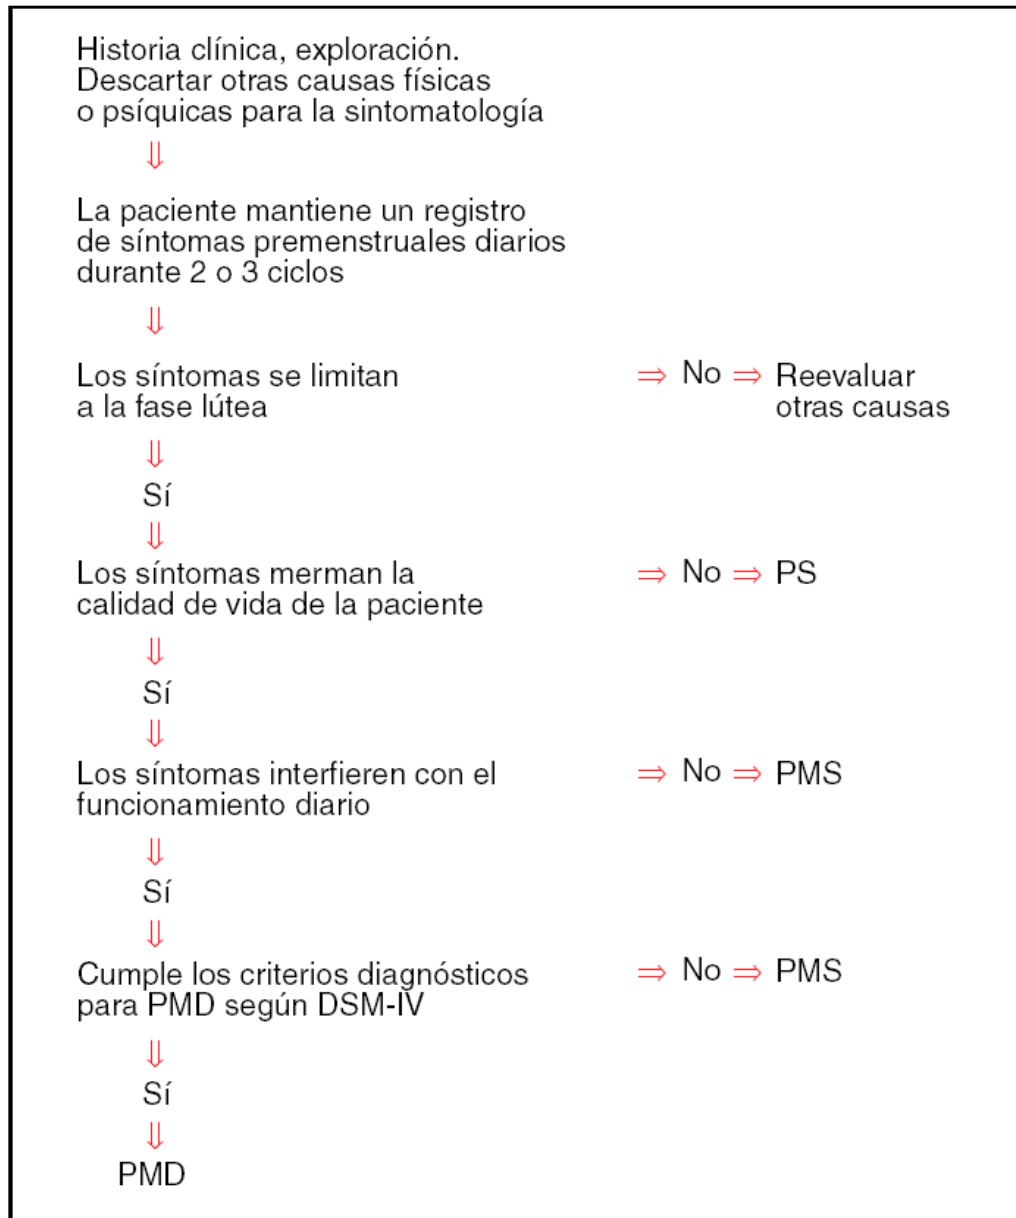 Historia clínica, exploración.
Descartar otras causas físicas
o psíquicas para la sintomatología
⇓
La paciente mantiene un registro
de síntomas premenstruales diarios
durante 2 o 3 ciclos
⇓
Los síntomas se limitan ⇒ No ⇒ Reevaluar
a la fase lútea otras causas
⇓
Sí
⇓
Los síntomas merman la ⇒ No ⇒ PS
calidad de vida de la paciente
⇓
Sí
⇓
Los síntomas interfieren con el ⇒ No ⇒ PMS
funcionamiento diario
⇓
Sí
⇓
Cumple los criterios diagnósticos ⇒ No ⇒ PMS
para PMD según DSM-IV
⇓
Sí
⇓
PMD